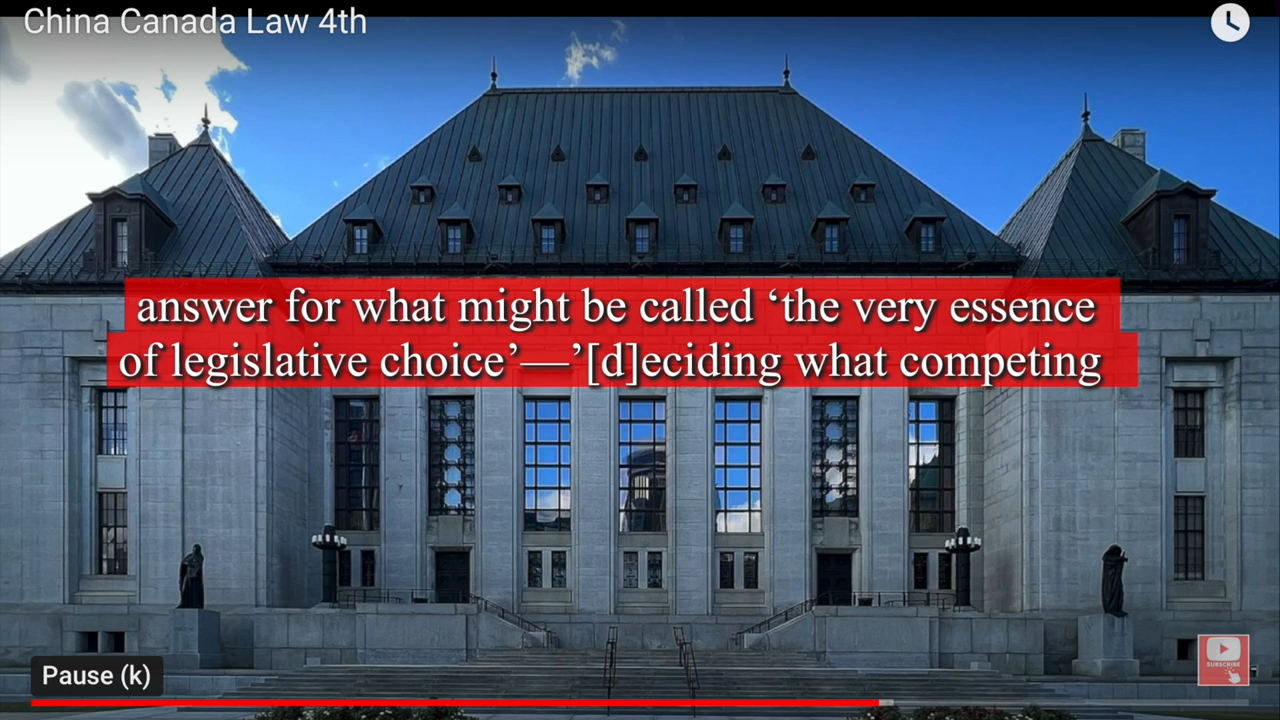 China Canada Law 4th
answer for what might be called ‘the very essence
of legislative choice’—’[d]eciding what competing
SUBSCRIBE
Pause (k)